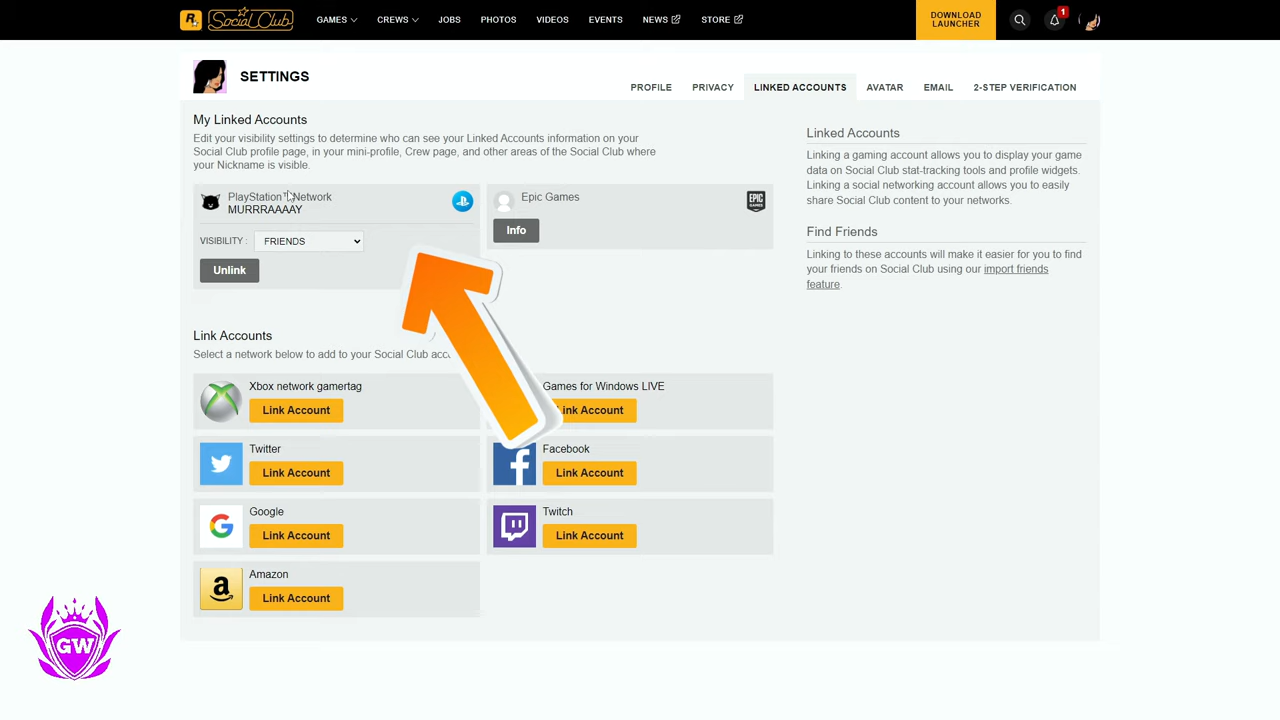 R Social Club GAMES CREWS JOBS PHOTOS VIDEOS EVENTS NEWS STORE DOWNLOAD LAUNCHER 1
SETTINGS
PROFILE PRIVACY LINKED ACCOUNTS AVATAR EMAIL 2-STEP VERIFICATION
My Linked Accounts
Edit your visibility settings to determine who can see your Linked Accounts information on your
Social Club profile page, in your mini-profile, Crew page, and other areas of the Social Club where
your Nickname is visible.
PlayStation™Network
MURRRAAAAY
VISIBILITY : FRIENDS
Unlink
Epic Games
EPIC GAMES
Info
Link Accounts
Select a network below to add to your Social Club
Xbox network gamertag
Link Account
Games for Windows LIVE
Link Account
Twitter
Link Account
Facebook
Link Account
Google
Link Account
Twitch
Link Account
Amazon
Link Account
Linked Accounts
Linking a gaming account allows you to display your game
data on Social Club stat-tracking tools and profile widgets.
Linking a social networking account allows you to easily
share Social Club content to your networks.
Find Friends
Linking to these accounts will make it easier for you to find
your friends on Social Club using our import friends
feature.
GW